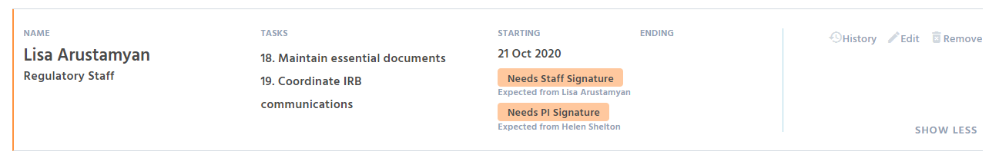 NAME
Lisa Arustamyan
Regulatory Staff
TASKS
18. Maintain essential documents
19. Coordinate IRB
communications
STARTING
21 Oct 2020
Needs Staff Signature
Expected from Lisa Arustamyan
Needs PI Signature
Expected from Helen Shelton
ENDING
History
Edit
Remove
SHOW LESS